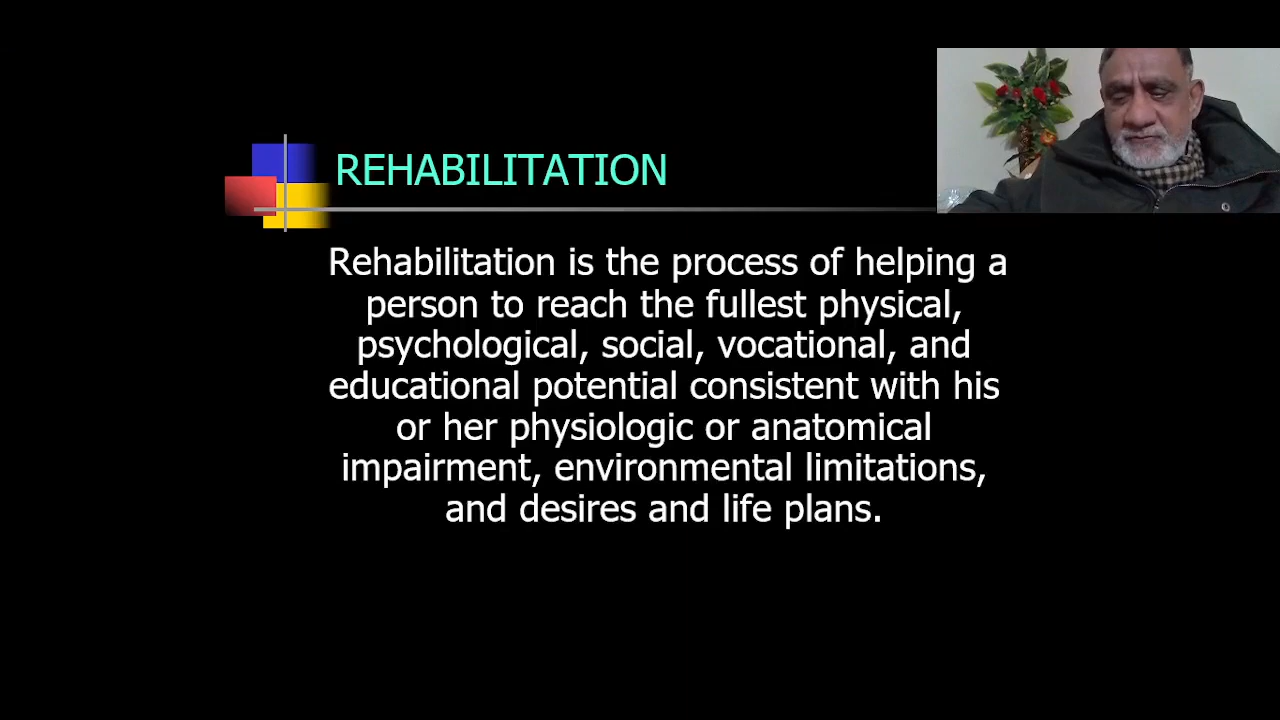 REHABILITATION
Rehabilitation is the process of helping a
person to reach the fullest physical,
psychological, social, vocational, and
educational potential consistent with his
or her physiologic or anatomical
impairment, environmental limitations,
and desires and life plans.